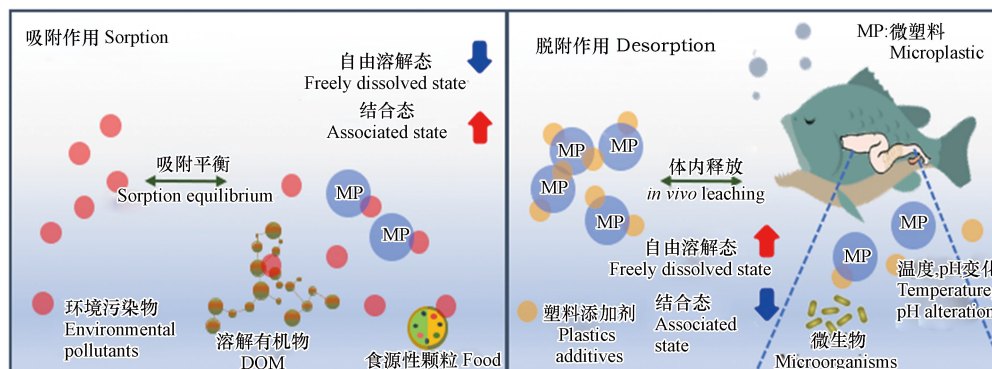 吸附作用 Sorption
自由溶解态
Freely dissolved state
结合态
Associated state
吸附平衡
Sorption equilibrium
MP
MP
环境污染物
Environmental
pollutants
溶解有机物
DOM
食源性颗粒 Food
脱附作用 Desorption
MP:微塑料
Microplastic
MP
MP
MP
MP
体内释放
in vivo leaching
自由溶解态
Freely dissolved state
结合态
Associated
state
塑料添加剂
Plastics
additives
MP
MP
温度,pH变化
Temperature
pH alteration
微生物
Microorganisms